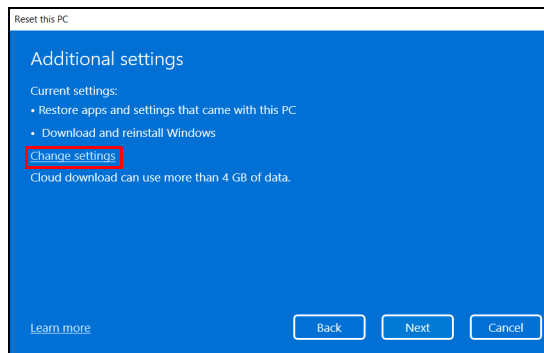 Reset this PC
Additional settings
Current settings:
• Restore apps and settings that came with this PC
• Download and reinstall Windows
Change settings
Cloud download can use more than 4 GB of data.
Learn more
Back
Next
Cancel